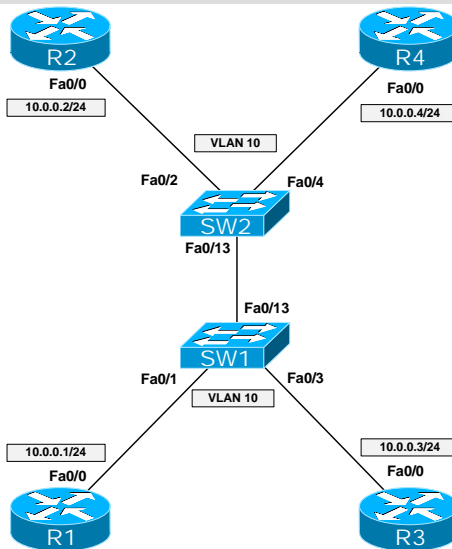 R2
R4
Fa0/0
Fa0/0
10.0.0.2/24
10.0.0.4/24
VLAN 10
Fa0/2
Fa0/4
SW2
Fa0/13
Fa0/13
SW1
Fa0/1
Fa0/3
VLAN 10
10.0.0.1/24
10.0.0.3/24
Fa0/0
Fa0/0
R1
R3